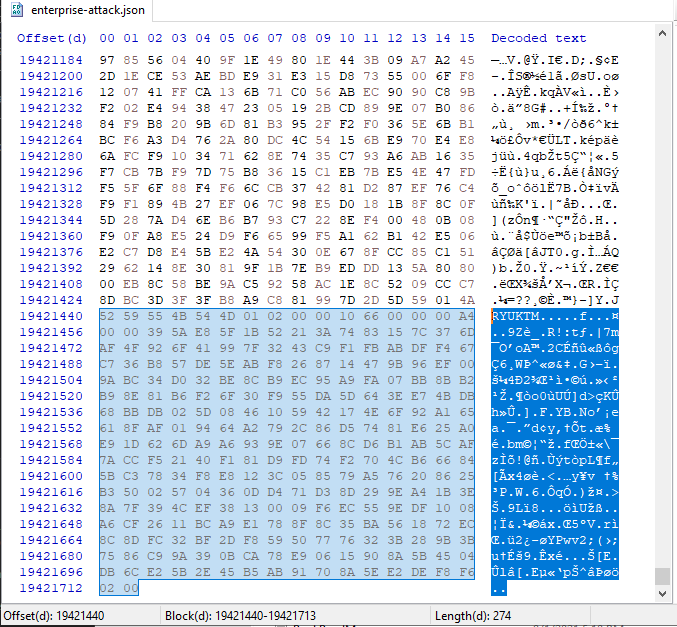 enterprise-attack.json
Offset(d) 00 01 02 03 04 05 06 07 08 09 10 11 12 13 14 15 Decoded text
19421184 97 85 56 04 40 9F 1E 49 80 1E 44 3B 09 A7 A2 45 —…V.@Ÿ.I€.D;.§¢E
19421200 2D 1E CE 53 AE BD E9 31 E3 15 D8 73 55 00 6F F8 -.ÎS®½é1ã.ØsU.oø
19421216 12 07 41 FF CA 13 6B 71 C0 56 AB EC 90 90 C8 9B ..AÿÊ.kqÀV«ì..È›
19421232 F2 02 E4 94 38 47 23 05 19 2B CD 89 9E 07 B0 86 ò.ä”8G#..+Í‰ž.°†
19421248 84 F9 B8 20 9B 6D 81 B3 95 2F F2 F0 36 5E 6B B1 „ù¸ ›m.³•/òð6^k±
19421264 BC F6 A3 D4 76 2A 80 DC 4C 54 15 6B E9 70 E4 E8 ¼ö£Ôv*€ÜLT.képäè
19421280 6A FC F9 10 34 71 62 8E 74 35 C7 93 A6 AB 16 35 jüù.4qbŽt5Ç“¦«.5
19421296 F7 CB 7B F9 7D 75 B8 36 15 C1 EB 7B E5 4E 47 FD ÷Ë{ù}u¸6.Áë{åNGý
19421312 F5 5F 6F 88 F4 F6 6C CB 37 42 81 D2 87 EF 76 C4 õ_oˆôölË7B.Ò‡ïvÄ
19421328 F9 F1 89 4B 27 EF 06 7C 98 E5 D0 18 1B 8F 8C 0F ùñ‰K'ï.|˜åÐ...Œ.
19421344 5D 28 7A D4 6E B6 B7 93 C7 22 8E F4 00 48 0B 08 ](zÔn¶·“Ç"Žô.H..
19421360 F9 0F A8 E5 24 D9 F6 65 99 F5 A1 62 B1 42 E5 06 ù.¨å$Ùöe™õ¡b±Bå.
19421376 E2 C7 D8 E4 5B E2 4A 54 30 0E 67 8F CC 85 C1 51 âÇØä[âJT0.g.Ì…ÁQ
19421392 29 62 14 8E 30 81 9F 1B 7E B9 ED DD 13 5A 80 80 )b.Ž0.Ÿ.~¹íÝ.Z€€
19421408 00 EB 8C 58 BE 9A C5 92 58 AC 1E 8C 52 09 CC C7 .ëŒX¾šÅ’X¬.ŒR.ÌÇ
19421424 8D BC 3D 3F 3F B8 A9 C8 81 99 7D 2D 5D 59 01 4A .¼=??¸©È.™}-]Y.J
19421440 52 59 55 4B 54 4D 01 02 00 00 10 66 00 00 00 A4 RYUKTM.....f...¤
19421456 00 00 39 5A E8 5F 1B 52 21 3A 74 83 15 7C 37 6D ..9Zè_.R!:tƒ.|7m
19421472 AF 4F 92 6F 41 99 7F 32 43 C9 F1 FB AB DF F4 67 ¯O’oA™.2CÉñû«ßôg
19421488 C7 36 B8 57 DE 5E AB F8 26 87 14 47 9B 96 EF 00 Ç6¸WÞ^«ø&‡.G›–ï.
19421504 9A BC 34 D0 32 BE 8C B9 EC 95 A9 FA 07 BB 8B B2 š¼4Ð2¾Œ¹ì•©ú.»‹²
19421520 B9 8E 81 B6 F2 6F 30 F9 55 DA 5D 64 3E E7 4B DB ¹Ž.¶òo0ùUÚ]d>çKÛ
19421536 68 BB DB 02 5D 08 46 10 59 42 17 4E 6F 92 A1 65 h»Û.].F.YB.No’¡e
19421552 61 8F AF 01 94 64 A2 79 2C 86 D5 74 81 E6 25 A0 a.¯.”d¢y,†Õt.æ%
19421568 E9 1D 62 6D A9 A6 93 9E 07 66 8C D6 B1 AB 5C AF é.bm©¦“ž.fŒÖ±«\¯
19421584 7A CC F5 21 40 F1 81 D9 FD 74 F2 70 4C B6 66 84 zÌõ!@ñ.ÙýtòpL¶f„
19421600 5B C3 78 34 F8 E8 12 3C 05 85 79 A5 76 20 86 25 [Ãx4øè.<.…y¥v †%
19421616 B3 50 02 57 04 36 0D D4 71 D3 8D 29 9E A4 1B 3E ³P.W.6.ÔqÓ.)ž¤.>
19421632 8A 7F 39 4C EF 38 13 00 09 F6 EC 55 9E DF 10 08 Š.9Lï8...öìUžß..
19421648 A6 CF 26 11 BC A9 E1 78 8F 8C 35 BA 56 18 72 EC ¦Ï&.¼©áx.Œ5ºV.rì
19421664 8C 8D FC 32 BF 2D F8 59 50 77 76 32 3B 28 9B 3B Œ.ü2¿-øYPwv2;(›;
19421680 75 86 C9 9A 39 0B CA 78 E9 06 15 90 8A 5B 45 04 u†Éš9.Êxé...Š[E.
19421696 DB 6C E2 5B 2E 45 B5 AB 91 70 8A 5E E2 DE F8 F6 Ûlâ[.Eµ«‘pŠ^âÞøö
19421712 02 00 ..
Offset(d): 19421440 Block(d): 19421440-19421713 Length(d): 274